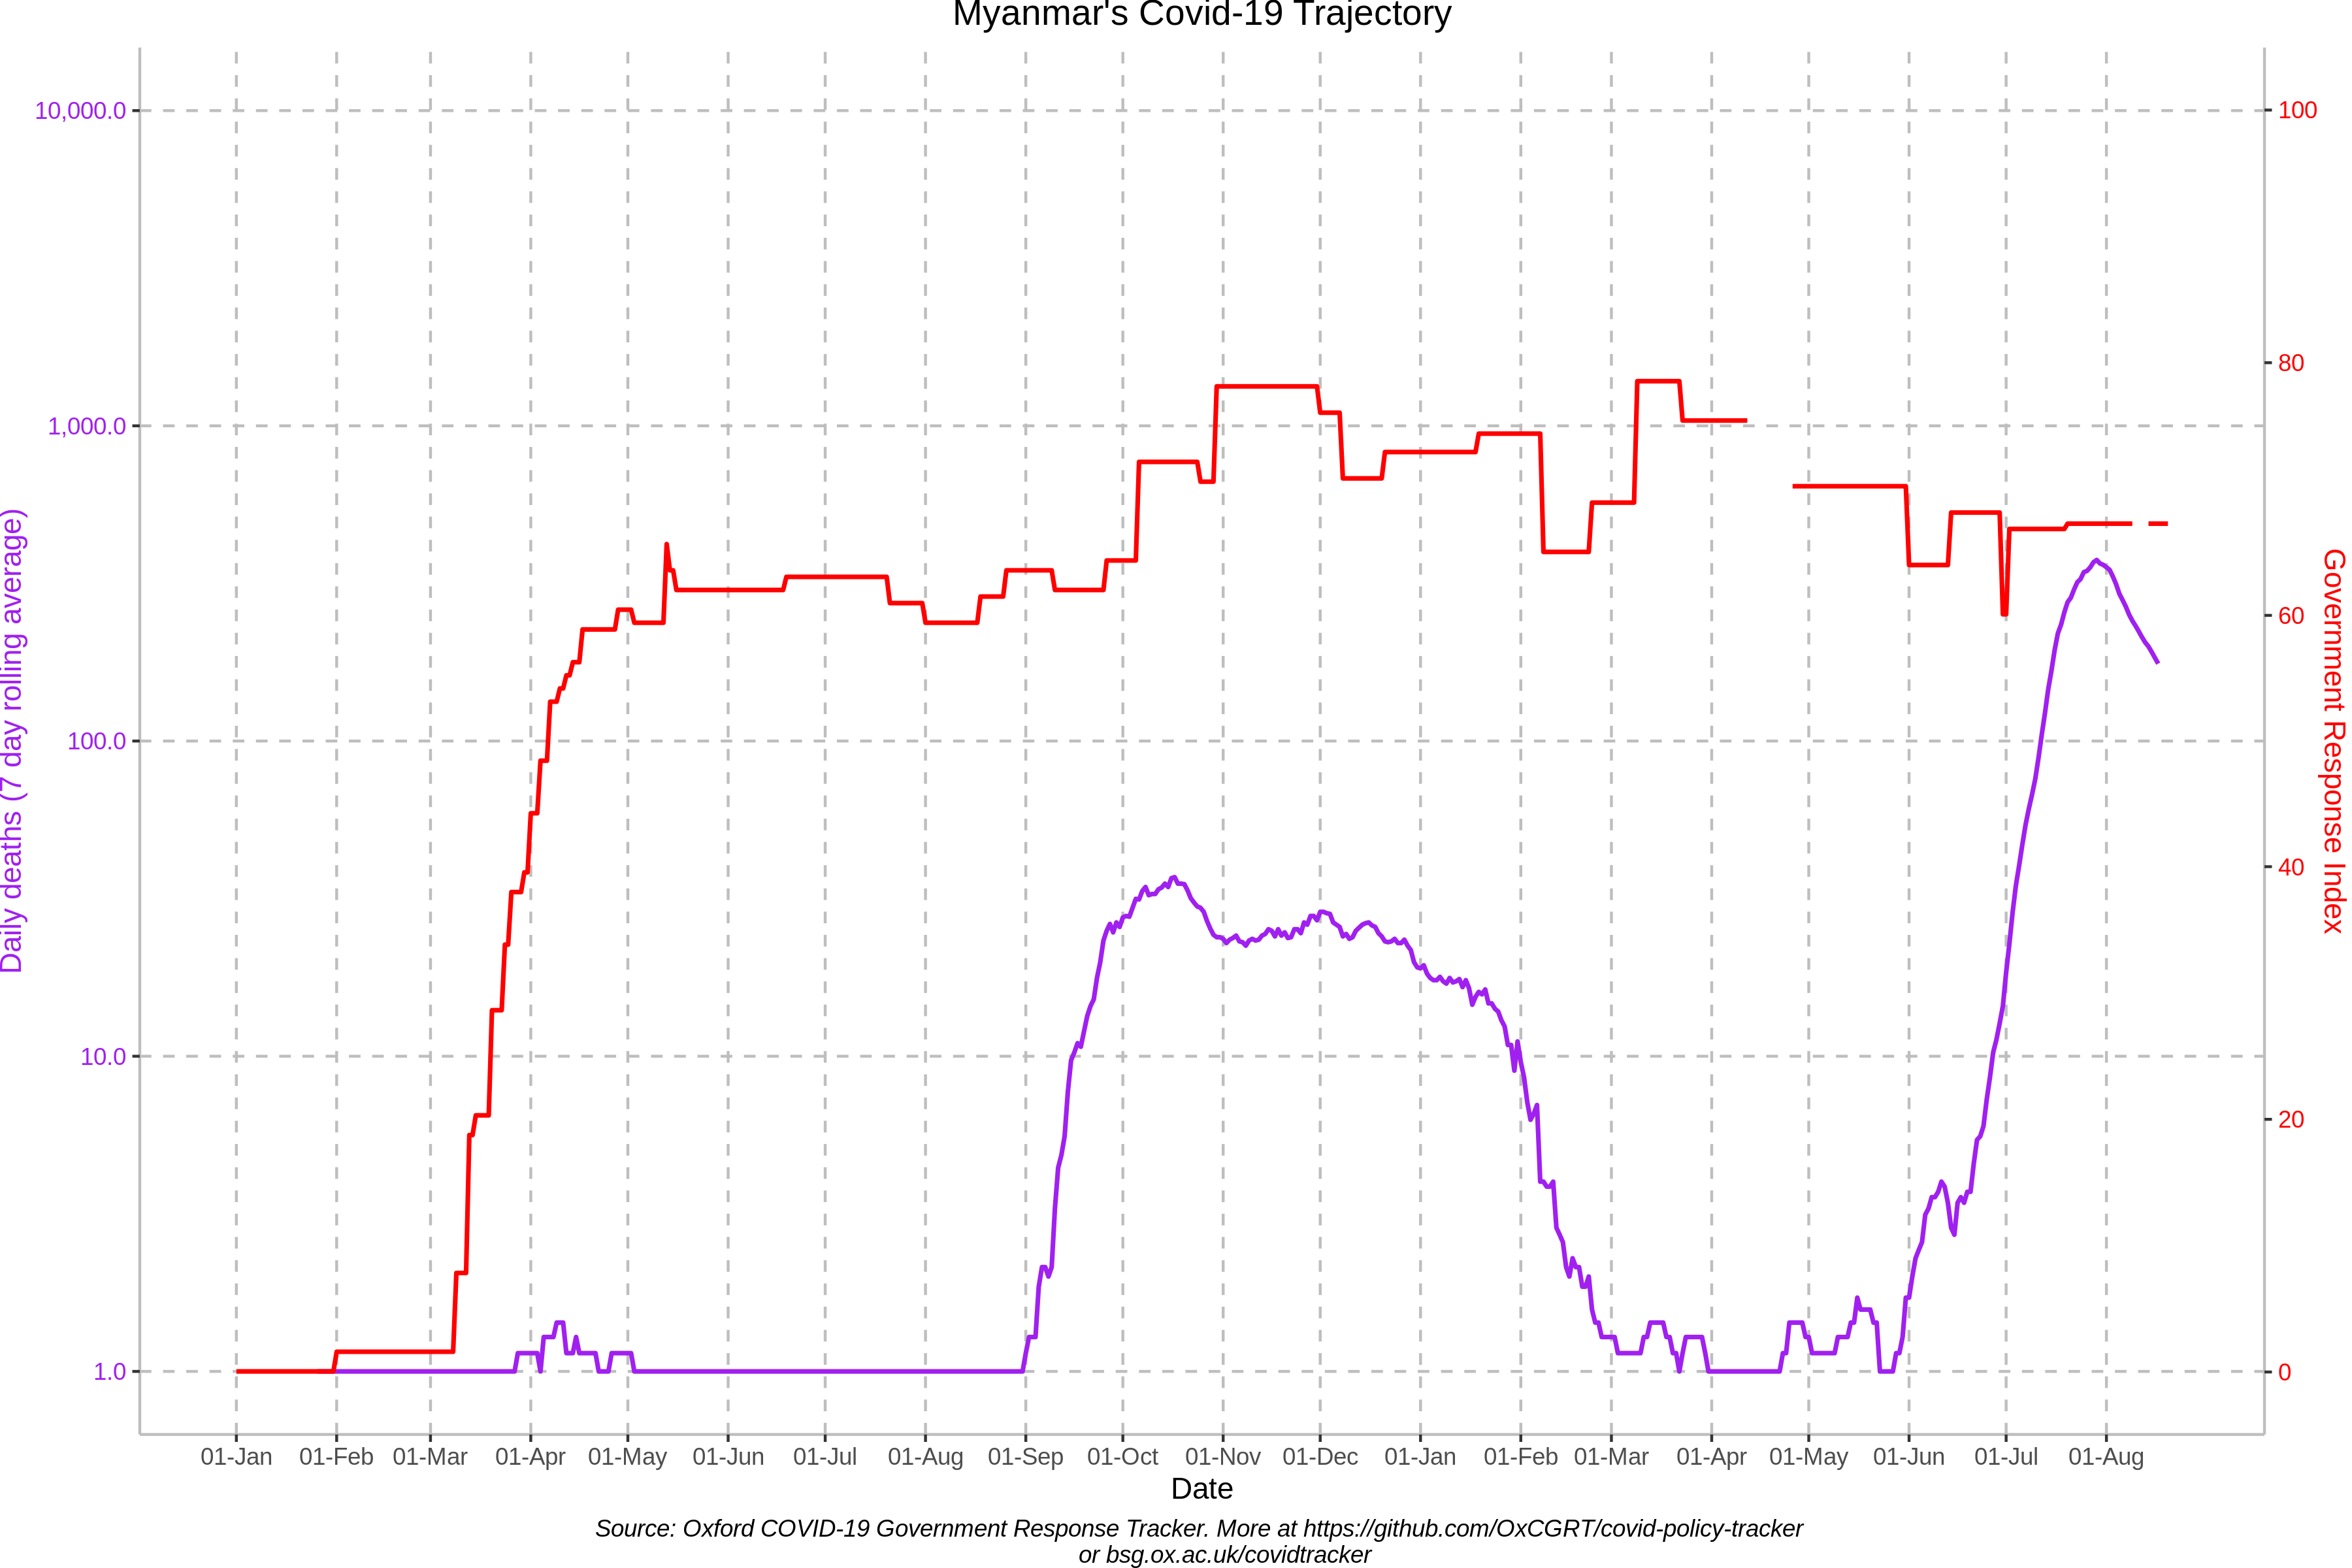 Myanmar's Covid-19 Trajectory
Daily deaths (7 day rolling average)
10,000.0
1,000.0
100.0
10.0
1.0
100
80
60
40
20
0
Government Response Index
01-Jan 01-Feb 01-Mar 01-Apr 01-May 01-Jun 01-Jul 01-Aug 01-Sep 01-Oct 01-Nov 01-Dec 01-Jan 01-Feb 01-Mar 01-Apr 01-May 01-Jun 01-Jul 01-Aug
Date
Source: Oxford COVID-19 Government Response Tracker. More at https://github.com/OxCGRT/covid-policy-tracker
or bsg.ox.ac.uk/covidtracker